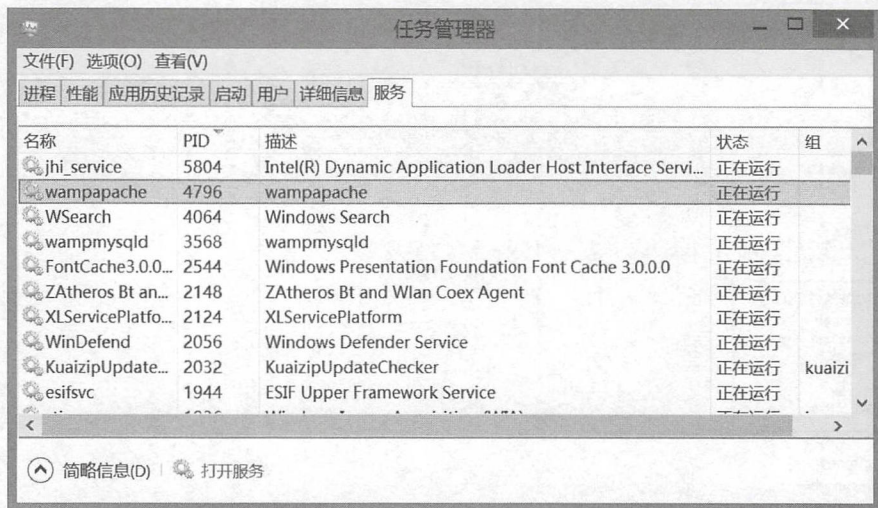 任务管理器
文件(F) 选项(O) 查看(V)
进程 性能 应用历史记录 启动 用户 详细信息 服务
名称 PID 描述 状态 组
jhi_service 5804 Intel(R) Dynamic Application Loader Host Interface Servi... 正在运行
wampapache 4796 wampapache 正在运行
WSearch 4064 Windows Search 正在运行
wampmysqld 3568 wampmysqld 正在运行
FontCache3.0.0... 2544 Windows Presentation Foundation Font Cache 3.0.0.0 正在运行
ZAtheros Bt an... 2148 ZAtheros Bt and Wlan Coex Agent 正在运行
XLServicePlatfo... 2124 XLServicePlatform 正在运行
WinDefend 2056 Windows Defender Service 正在运行
KuaizipUpdate... 2032 KuaizipUpdateChecker 正在运行 kuaizi
esifsvc 1944 ESIF Upper Framework Service 正在运行
简略信息(D) 打开服务